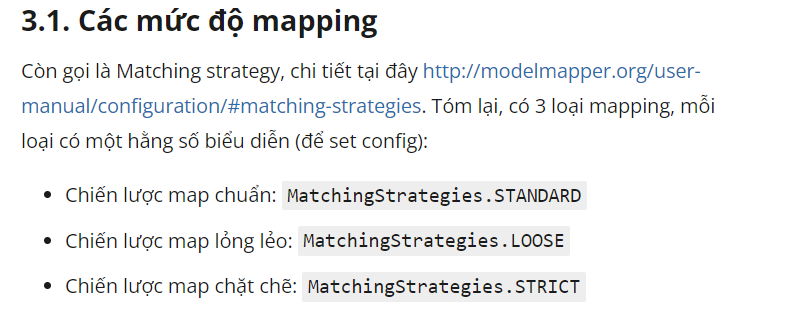 3.1. Các mức độ mapping
Còn gọi là Matching strategy, chi tiết tại đây http://modelmapper.org/user-
manual/configuration/#matching-strategies. Tóm lại, có 3 loại mapping, mỗi
loại có một hằng số biểu diễn (để set config):
• Chiến lược map chuẩn: MatchingStrategies.STANDARD
• Chiến lược map lỏng lẻo: MatchingStrategies.LOOSE
• Chiến lược map chặt chẽ: MatchingStrategies.STRICT